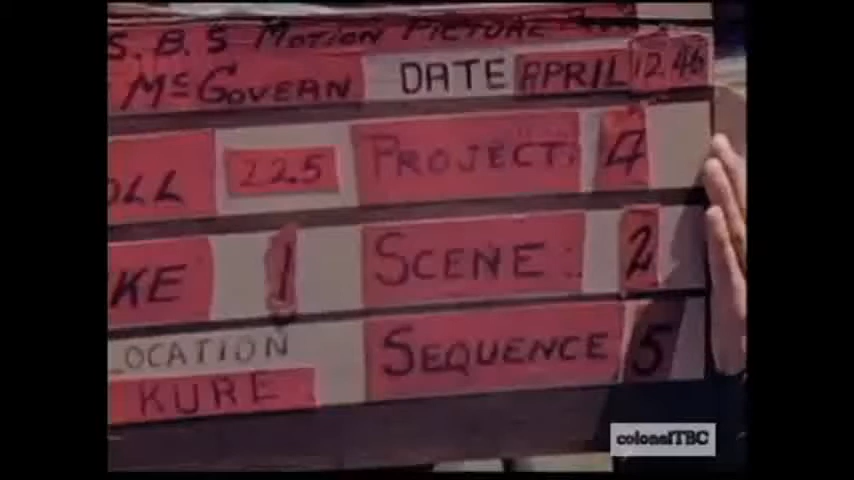 S.B.S MOTION PICTURE
McGOVERN DATE APRIL 12.46
OLL 22.5 PROJECT: 4
KE 1 SCENE: 2
LOCATION SEQUENCE 5
KURE
colonelTBC